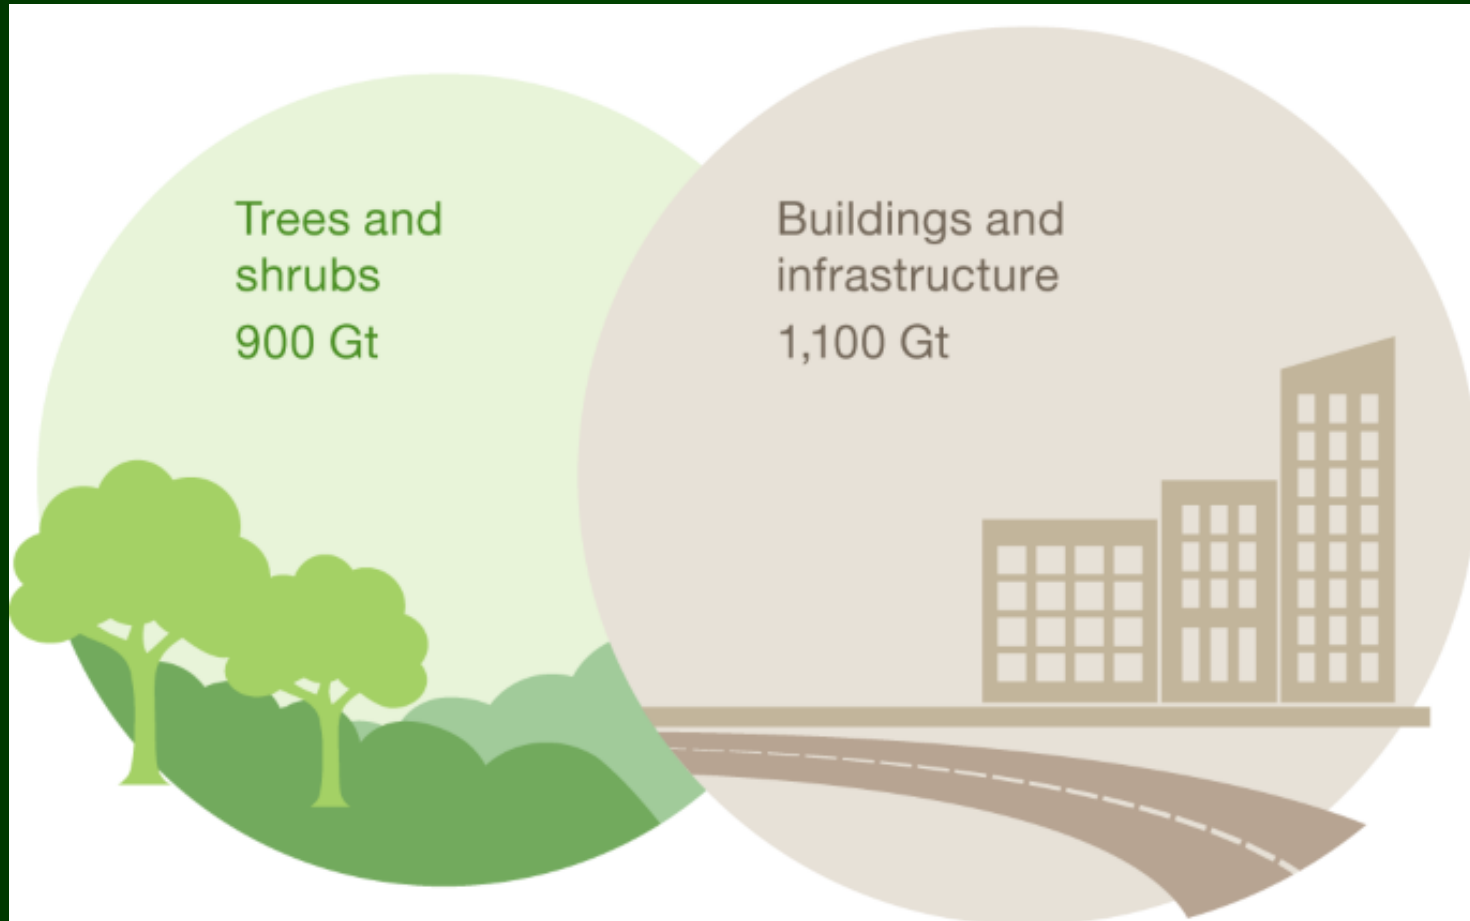 Trees and
shrubs
900 Gt
Buildings and
infrastructure
1,100 Gt